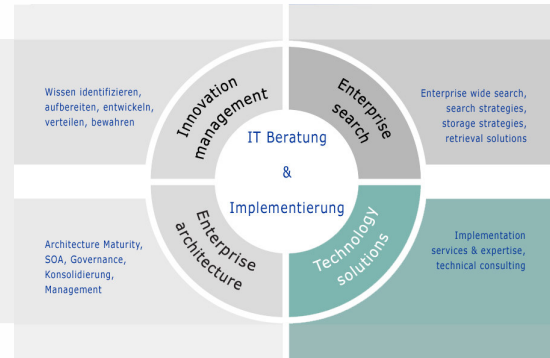 Wissen identifizieren,
aufbereiten, entwickeln,
verteilen, bewahren
Innovation
management
Enterprise
search
Enterprise wide search,
search strategies,
storage strategies,
retrieval solutions
IT Beratung
&
Implementierung
Architecture Maturity,
SOA, Governance,
Konsolidierung,
Management
Enterprise
architecture
Technology
solutions
Implementation
services & expertise,
technical consulting